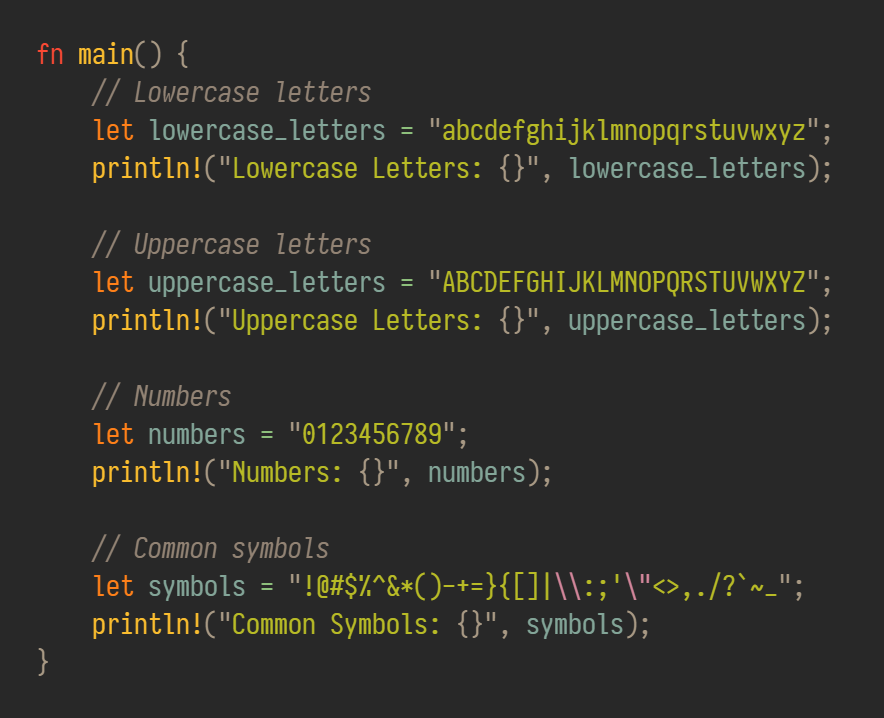 fn main() {
    // Lowercase letters
    let lowercase_letters = "abcdefghijklmnopqrstuvwxyz";
    println!("Lowercase Letters: {}", lowercase_letters);

    // Uppercase letters
    let uppercase_letters = "ABCDEFGHIJKLMNOPQRSTUVWXYZ";
    println!("Uppercase Letters: {}", uppercase_letters);

    // Numbers
    let numbers = "0123456789";
    println!("Numbers: {}", numbers);

    // Common symbols
    let symbols = "!@#$%^&*()-+=}{[]|\\:;'\"<>,./?`~_";
    println!("Common Symbols: {}", symbols);
}